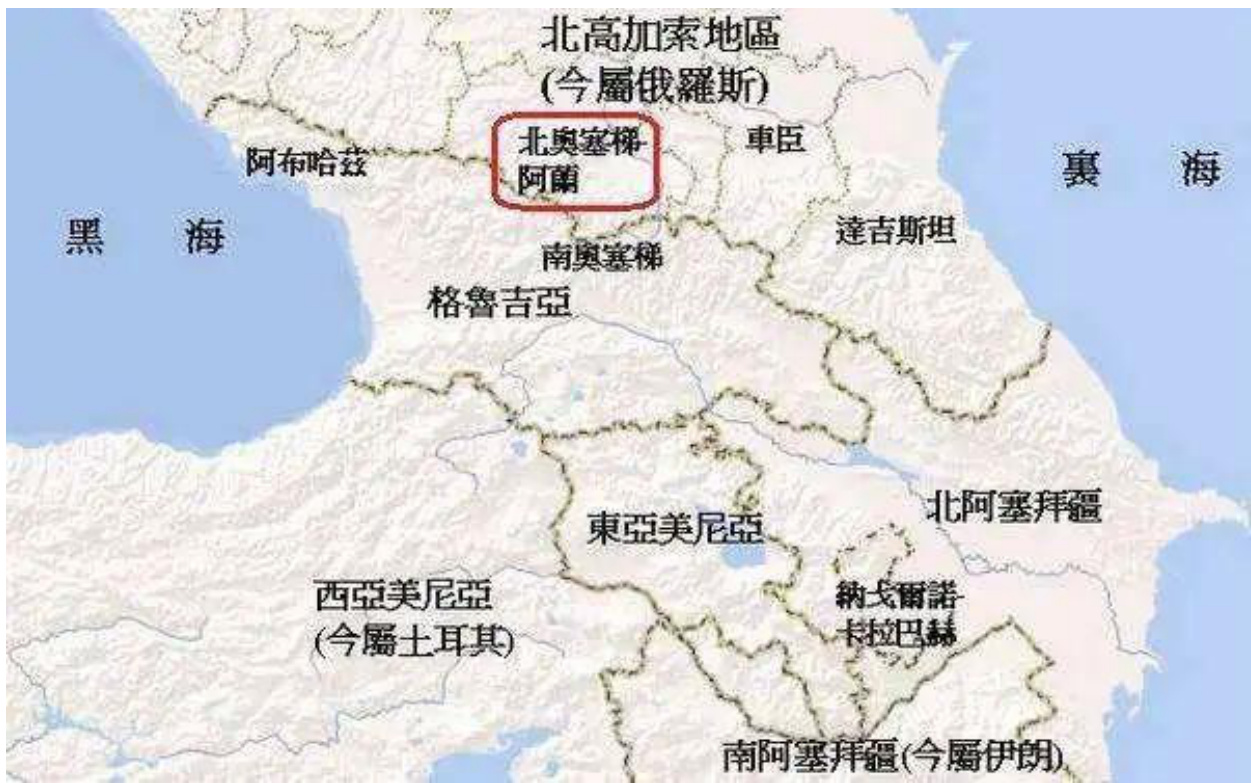 北高加索地區
(今屬俄羅斯)
北奧塞梯-
阿蘭
車臣
阿布哈茲
裏 海
黑 海
達吉斯坦
南奧塞梯
格魯吉亞
北阿塞拜疆
東亞美尼亞
西亞美尼亞
(今屬土耳其)
納戈爾諾-
卡拉巴赫
南阿塞拜疆(今屬伊朗)